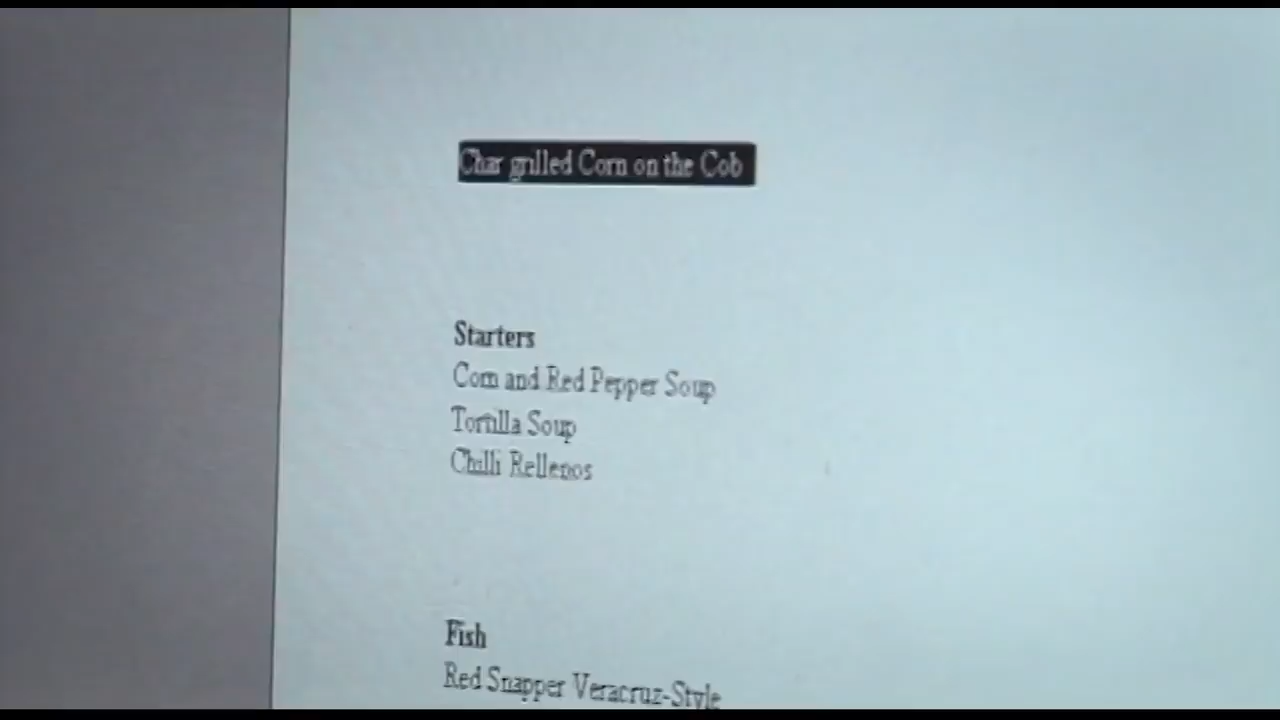 Char grilled Corn on the Cob
Starters
Corn and Red Pepper Soup
Tortilla Soup
Chilli Rellenos
Fish
Red Snapper Veracruz-Style